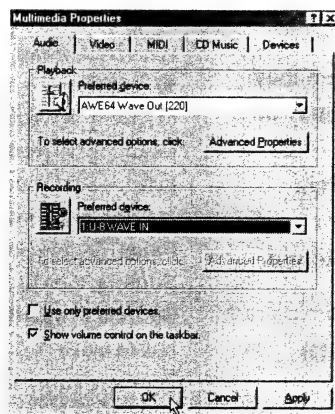 Multimedia Properties
Audio Video MIDI CD Music Devices
Playback
Preferred device:
AWE64 Wave Out [220]
To select advanced options, click: Advanced Properties
Recording
Preferred device:
1:U-8 WAVE IN
To select advanced options, click: Advanced Properties
Use only preferred devices.
Show volume control on the taskbar.
OK Cancel Apply